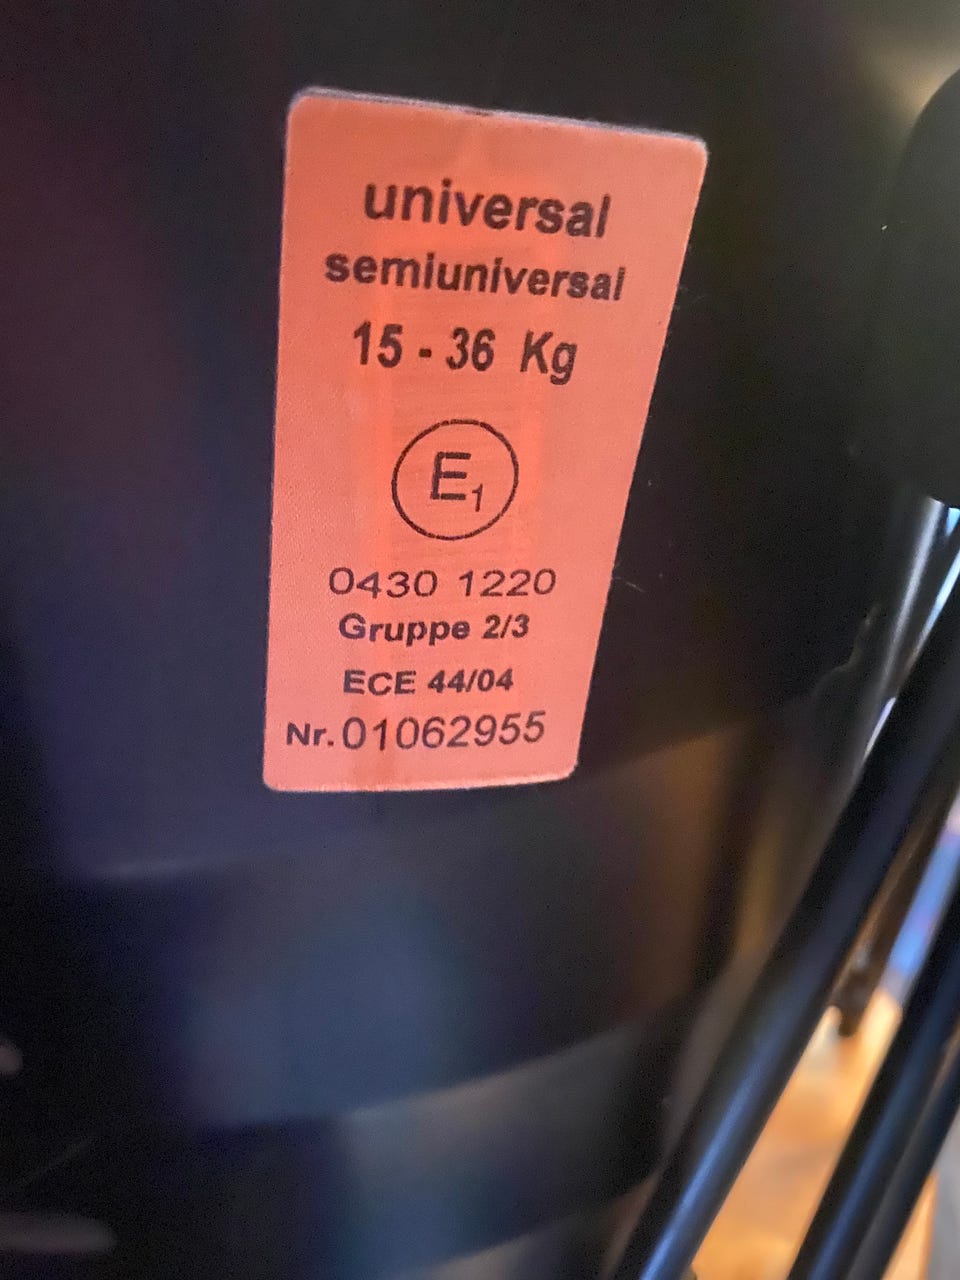 universal
semiuniversal
15 - 36 Kg
E1
0430 1220
Gruppe 2/3
ECE 44/04
Nr. 01062955